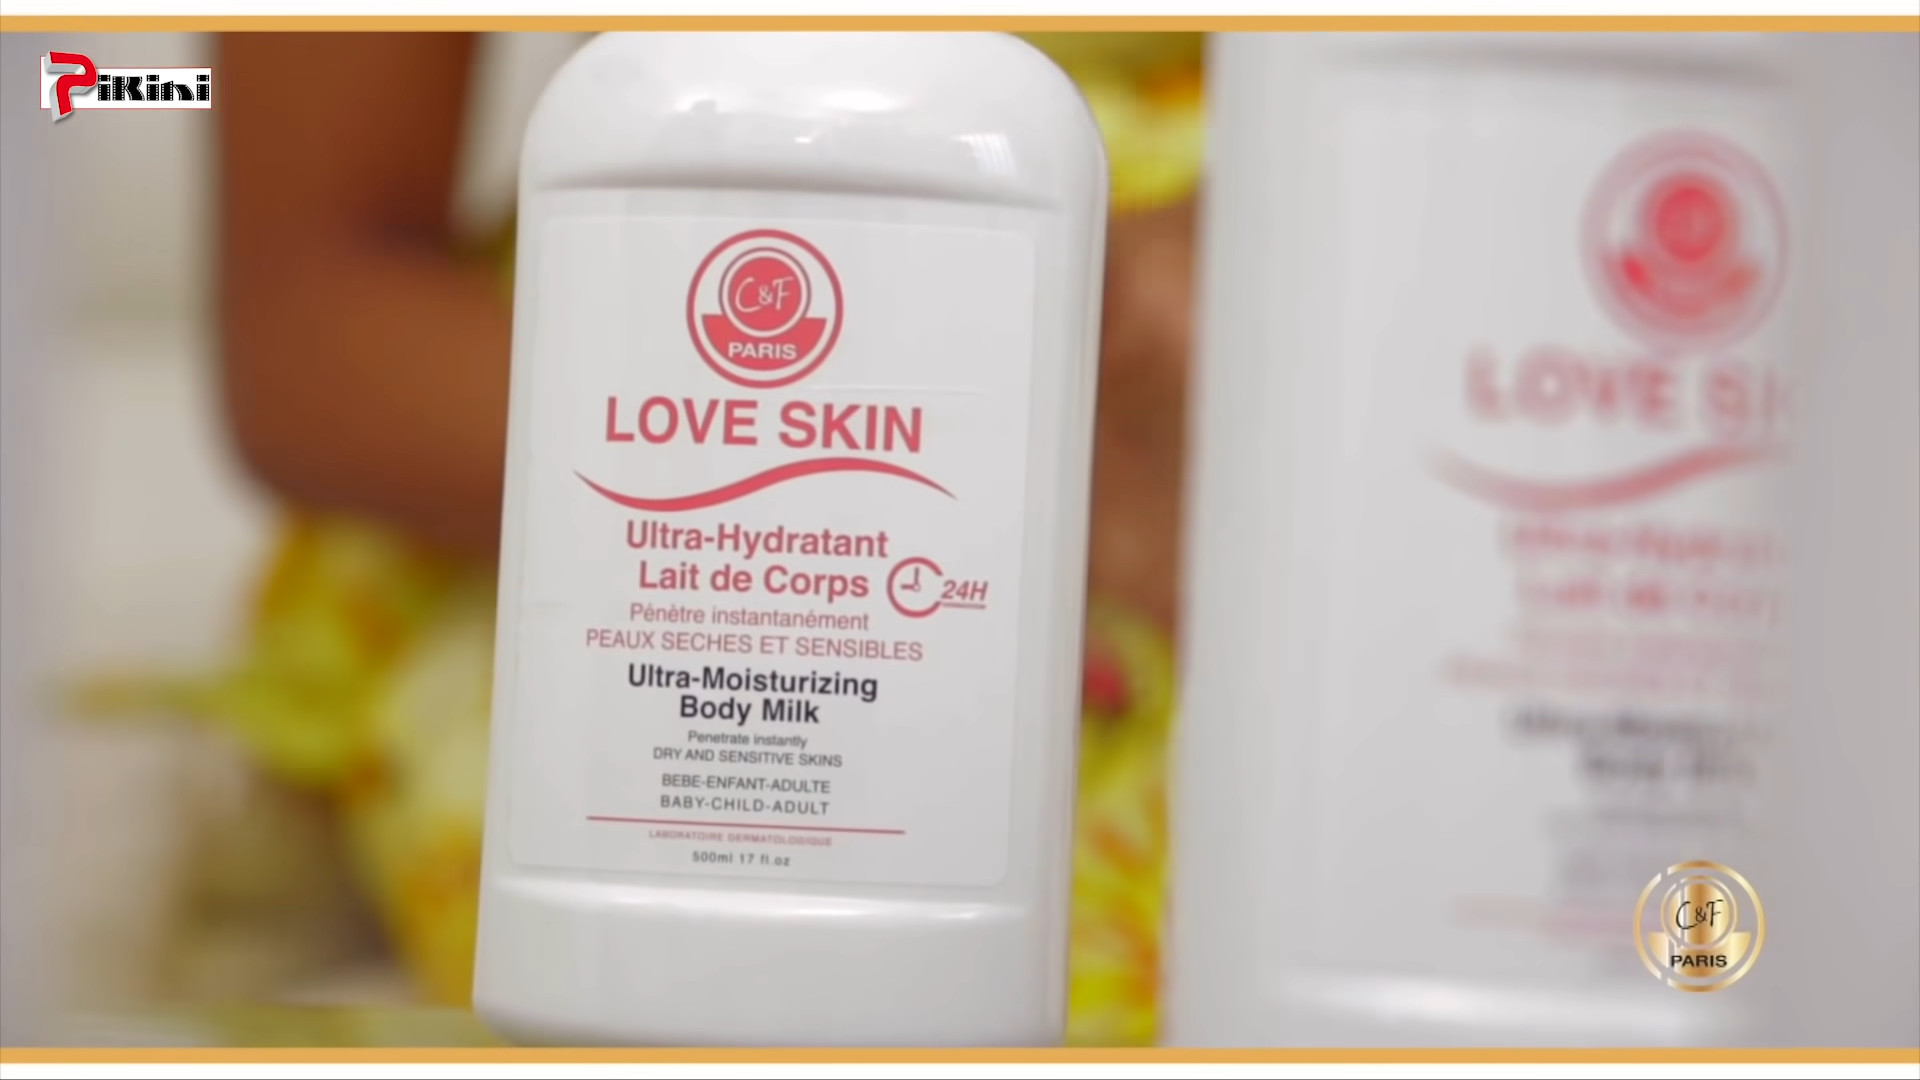 PiKini
C&F
PARIS
LOVE SKIN
Ultra-Hydratant
Lait de Corps
24H
Pénètre instantanément
PEAUX SECHES ET SENSIBLES
Ultra-Moisturizing
Body Milk
Penetrate instantly
DRY AND SENSITIVE SKINS
BEBE-ENFANT-ADULTE
BABY-CHILD-ADULT
LABORATOIRE DERMATOLOGIQUE
500ml 17 fl.oz
LOVE
C&F
PARIS